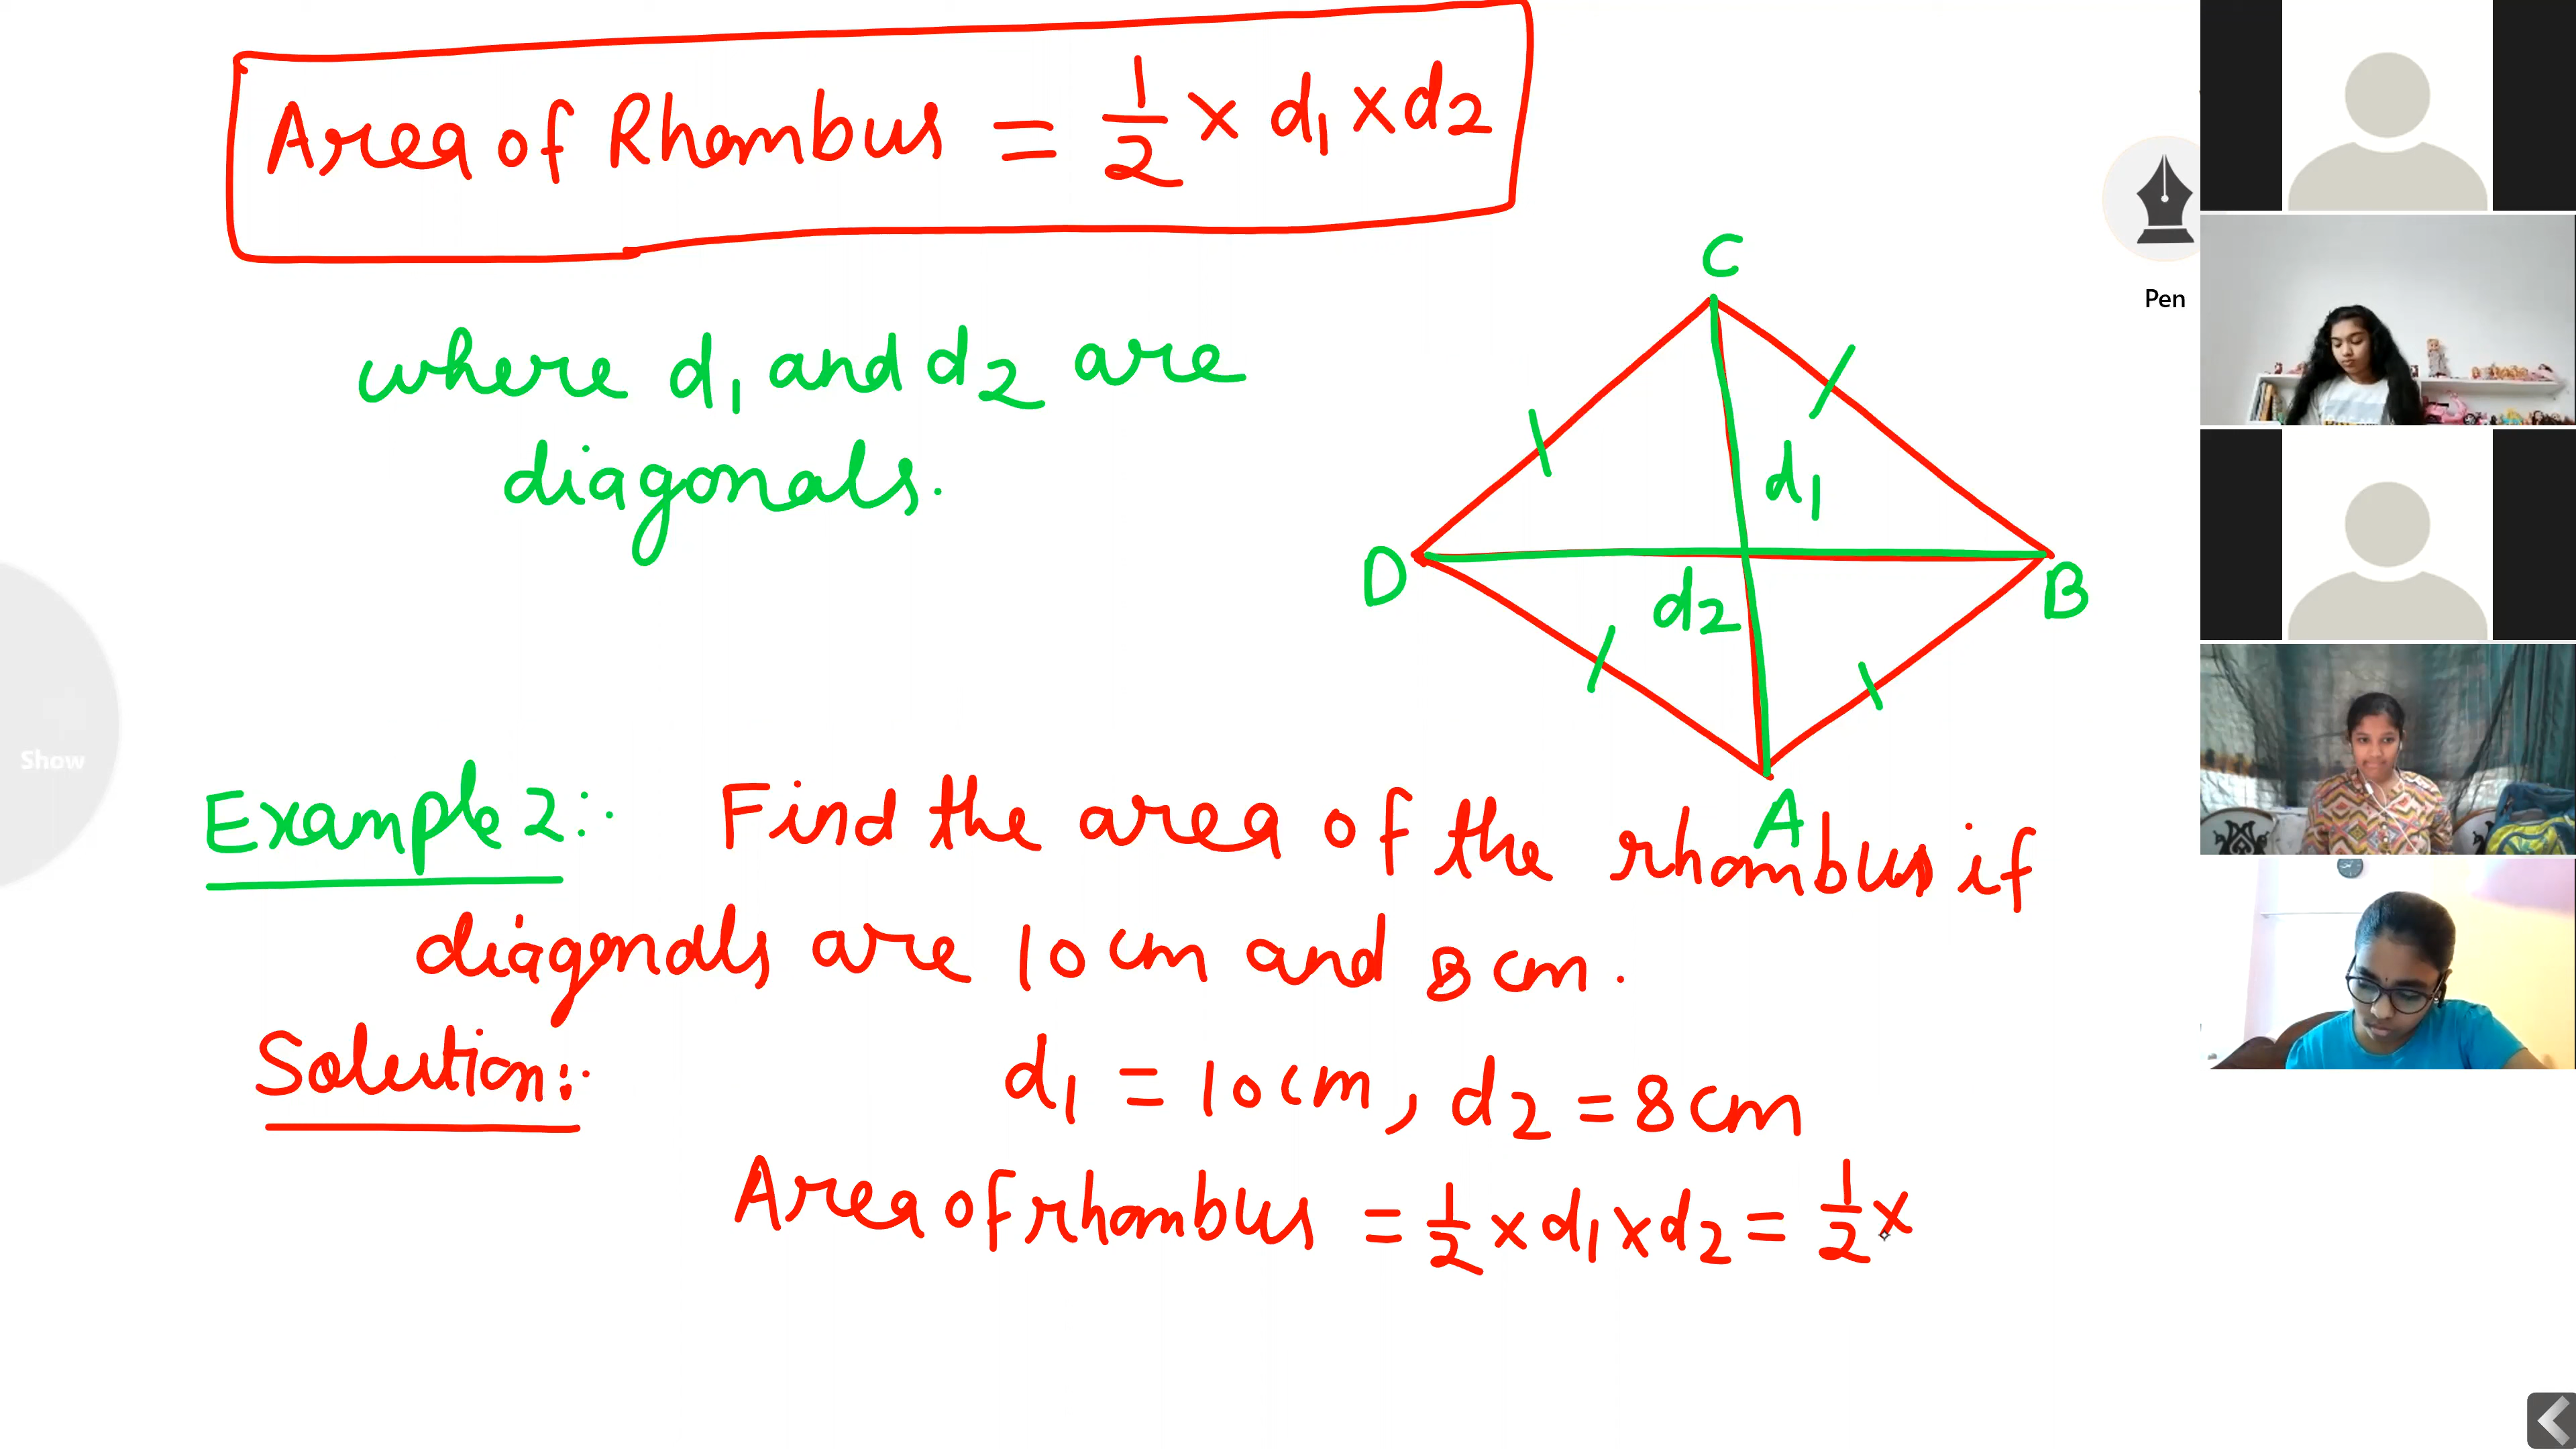 Area of Rhombus = 1/2 × d1 × d2
where d1 and d2 are
diagonals.
C
d1
D
d2
B
A
Pen
Show
Example 2:- Find the area of the rhombus if
diagonals are 10 cm and 8 cm.
Solution:-
d1 = 10 cm, d2 = 8 cm
Area of rhombus = 1/2 × d1 × d2 = 1/2 ×